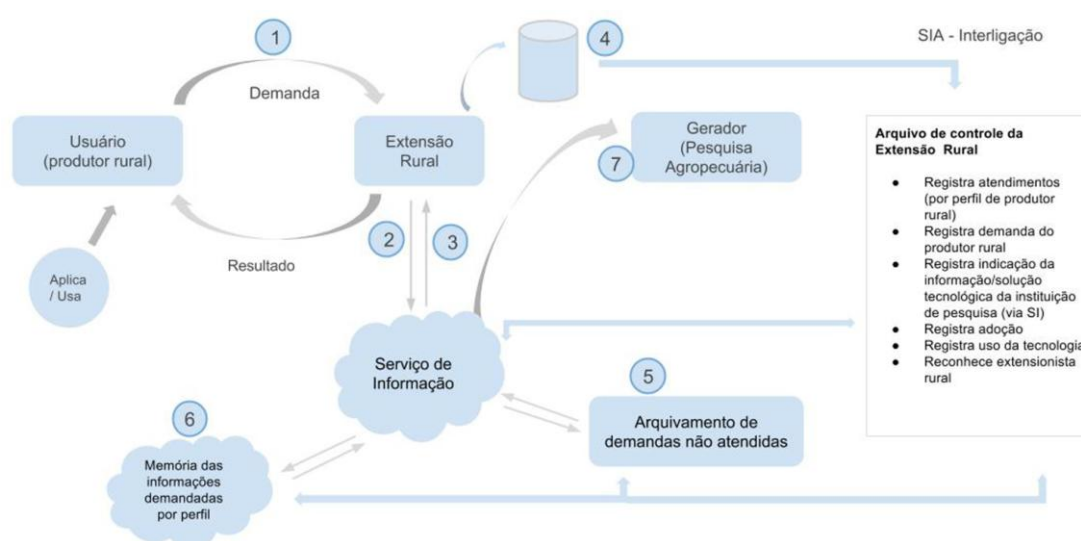 1
4
SIA - Interligação
Demanda
Usuário
(produtor rural)
Extensão
Rural
Gerador
(Pesquisa
Agropecuária)
7
Arquivo de controle da
Extensão Rural
● Registra atendimentos
(por perfil de produtor
rural)
● Registra demanda do
produtor rural
● Registra indicação da
informação/solução
tecnológica da instituição
de pesquisa (via SI)
● Registra adoção
● Registra uso da tecnologia
● Reconhece extensionista
rural
2
3
Resultado
Aplica
/ Usa
Serviço de
Informação
5
Arquivamento de
demandas não atendidas
6
Memória das
informações
demandadas
por perfil